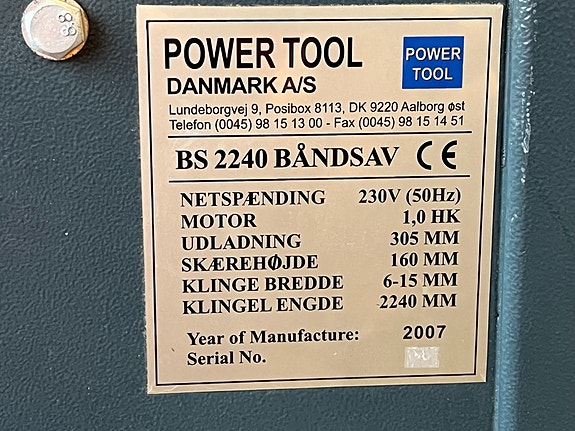 8.8
POWER TOOL
DANMARK A/S
POWER
TOOL
Lundeborgvej 9, Posibox 8113, DK 9220 Aalborg øst
Telefon (0045) 98 15 13 00 - Fax (0045) 98 15 14 51
BS 2240 BÅNDSAV CE
NETSPÆNDING 230V (50Hz)
MOTOR 1,0 HK
UDLADNING 305 MM
SKÆREHØJDE 160 MM
KLINGE BREDDE 6-15 MM
KLINGEL ENGDE 2240 MM
Year of Manufacture: 2007
Serial No.